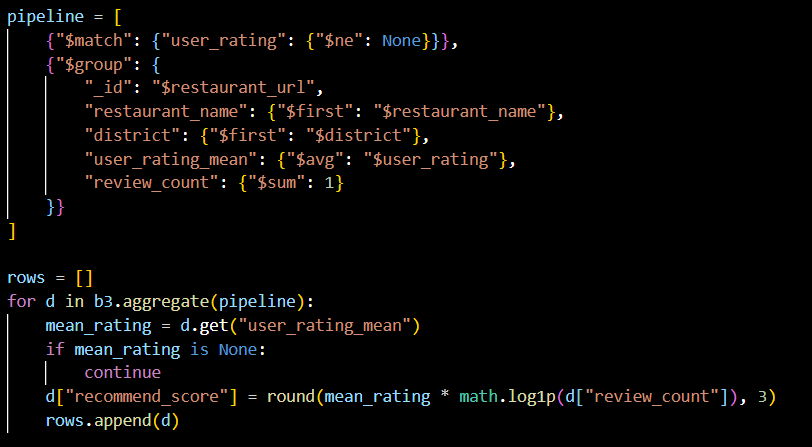 pipeline = [
    {"$match": {"user_rating": {"$ne": None}}},
    {"$group": {
        "_id": "$restaurant_url",
        "restaurant_name": {"$first": "$restaurant_name"},
        "district": {"$first": "$district"},
        "user_rating_mean": {"$avg": "$user_rating"},
        "review_count": {"$sum": 1}
    }}
]
rows = []
for d in b3.aggregate(pipeline):
    mean_rating = d.get("user_rating_mean")
    if mean_rating is None:
        continue
    d["recommend_score"] = round(mean_rating * math.log1p(d["review_count"]), 3)
    rows.append(d)